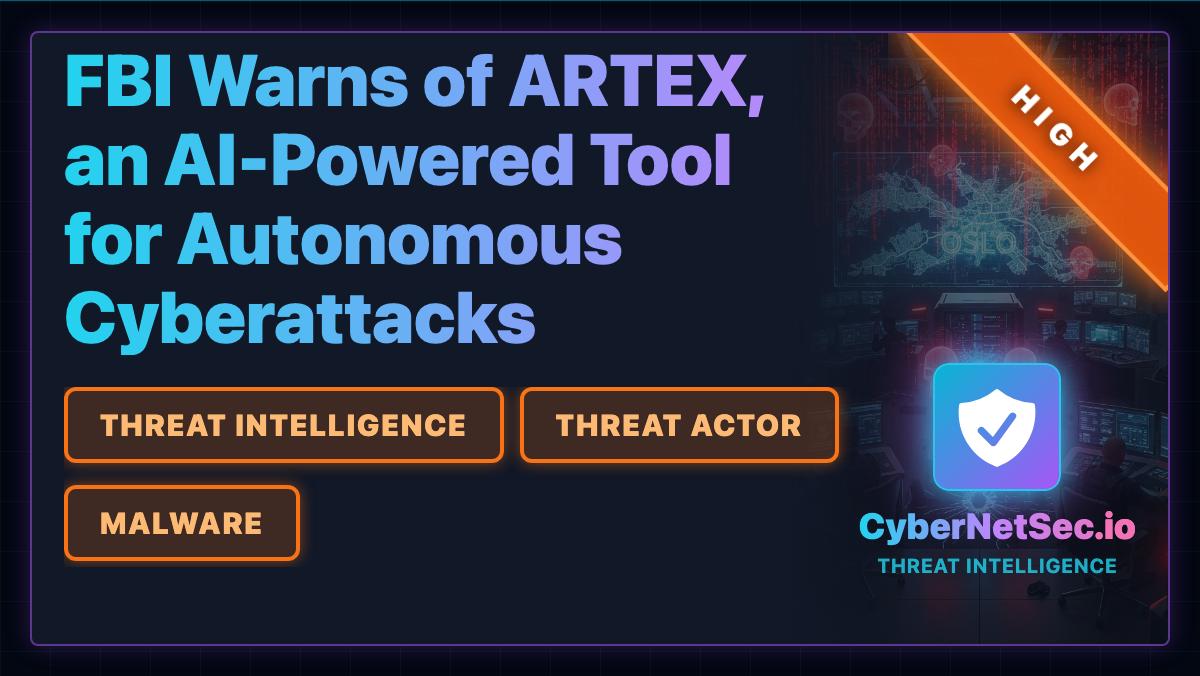 FBI Warns of ARTEX,
an AI-Powered Tool
for Autonomous
Cyberattacks
HIGH
OSLO
THREAT INTELLIGENCE
THREAT ACTOR
MALWARE
CyberNetSec.io
THREAT INTELLIGENCE